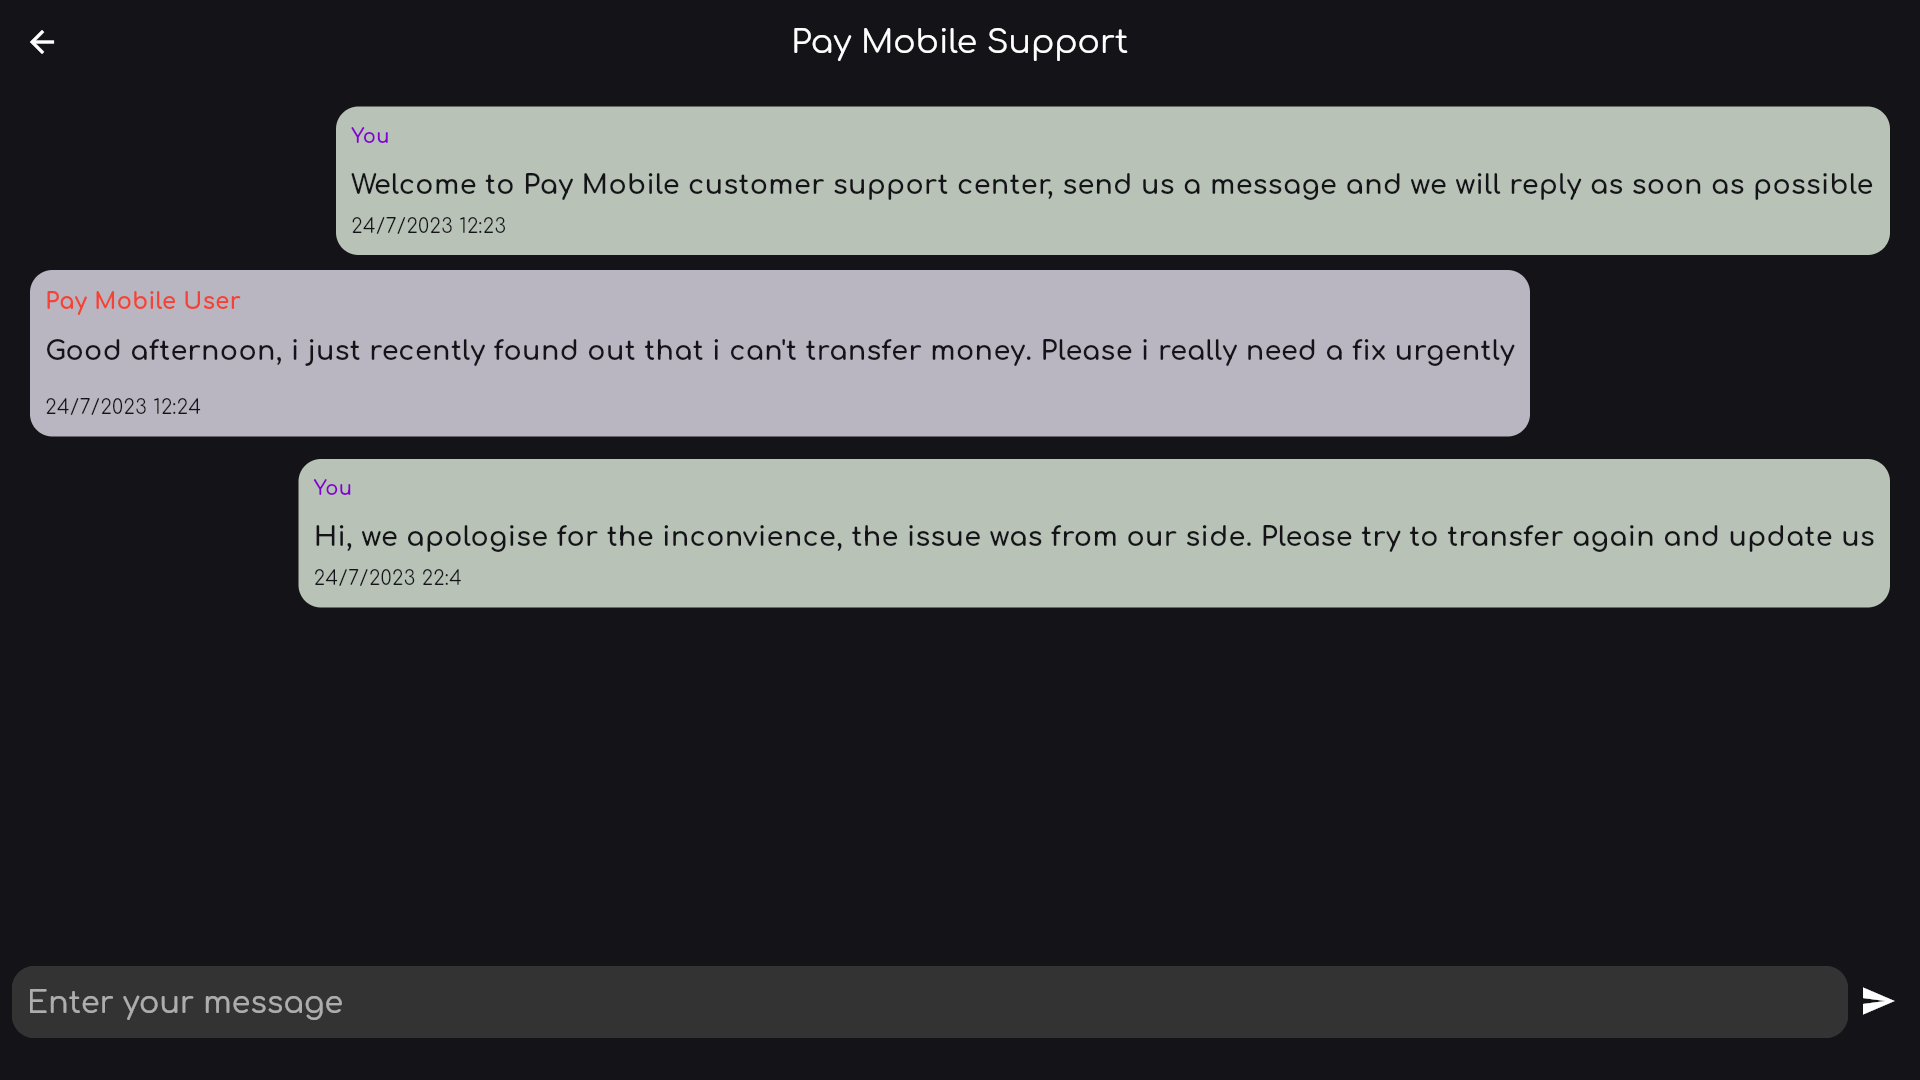 Pay Mobile Support
You
Welcome to Pay Mobile customer support center, send us a message and we will reply as soon as possible
24/7/2023 12:23
Pay Mobile User
Good afternoon, i just recently found out that i can't transfer money. Please i really need a fix urgently
24/7/2023 12:24
You
Hi, we apologise for the inconvience, the issue was from our side. Please try to transfer again and update us
24/7/2023 22:4
Enter your message